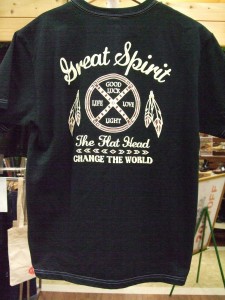 Great Spirit
GOOD
LUCK
LIFE LOVE
LIGHT
The Flat Head
CHANGE THE WORLD